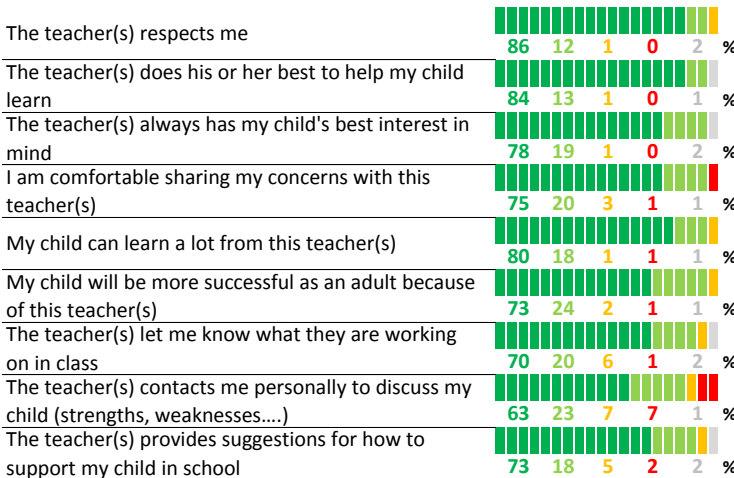 The teacher(s) respects me
86 12 1 0 2 %
The teacher(s) does his or her best to help my child
learn
84 13 1 0 1 %
The teacher(s) always has my child's best interest in
mind
78 19 1 0 2 %
I am comfortable sharing my concerns with this
teacher(s)
75 20 3 1 1 %
My child can learn a lot from this teacher(s)
80 18 1 1 1 %
My child will be more successful as an adult because
of this teacher(s)
73 24 2 1 1 %
The teacher(s) let me know what they are working
on in class
70 20 6 1 2 %
The teacher(s) contacts me personally to discuss my
child (strengths, weaknesses….)
63 23 7 7 1 %
The teacher(s) provides suggestions for how to
support my child in school
73 18 5 2 2 %